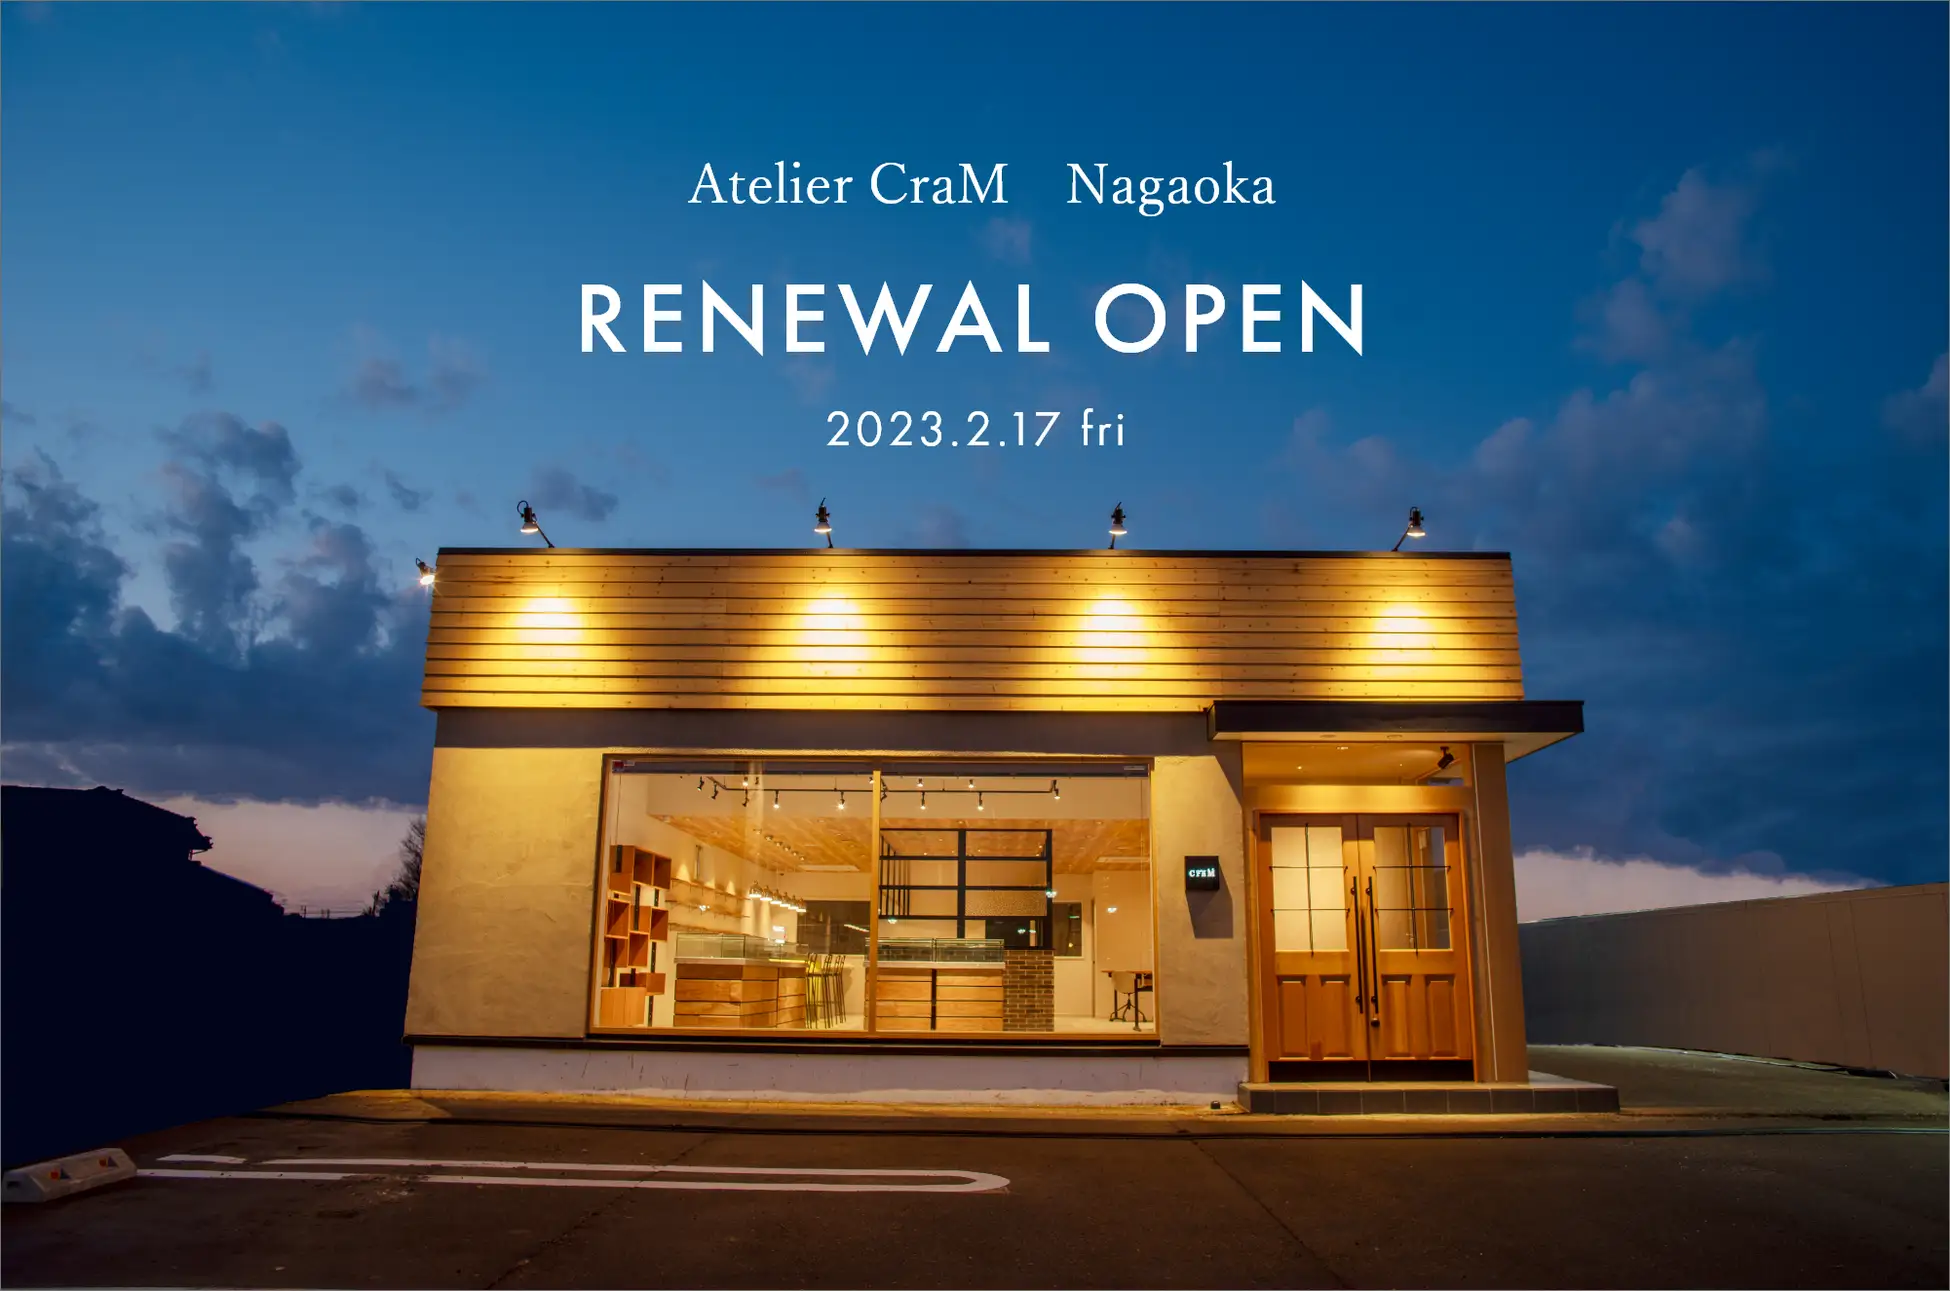 Atelier CraM Nagaoka
RENEWAL OPEN
2023.2.17 fri
CraM